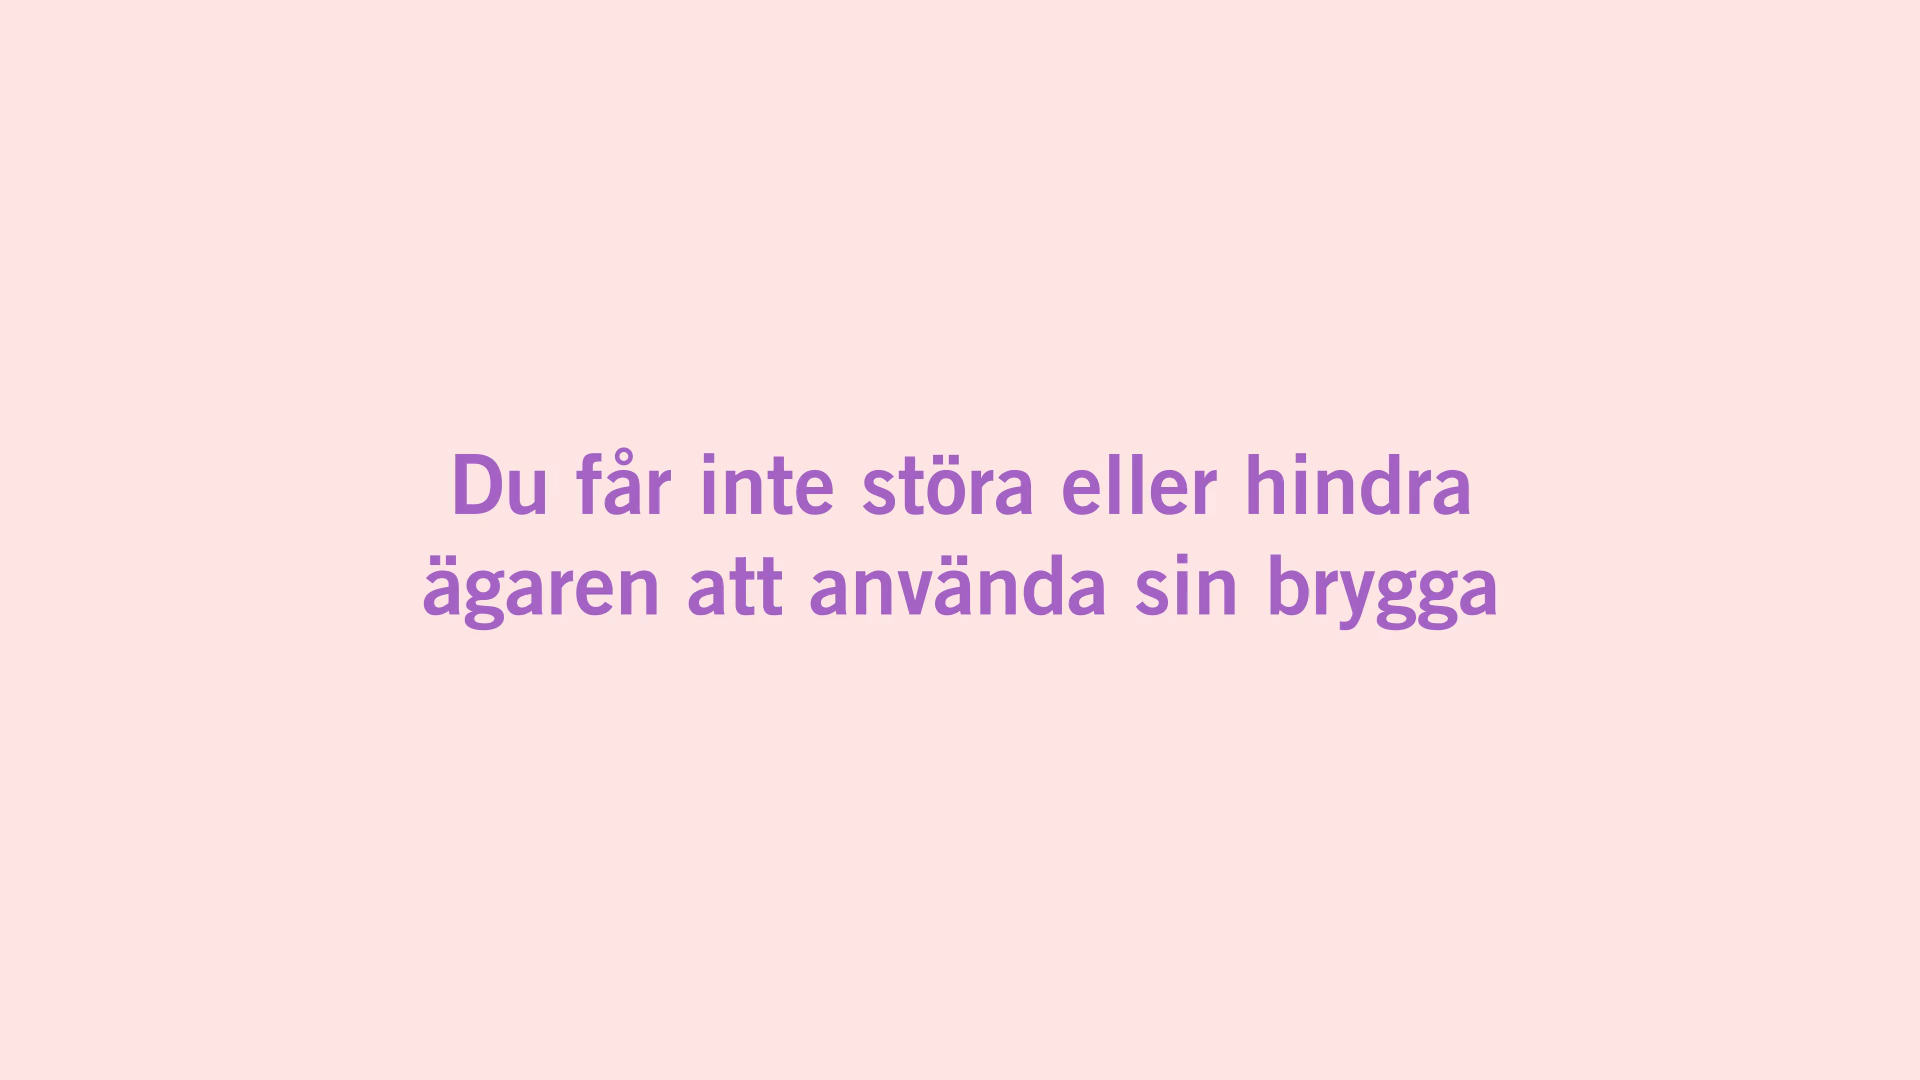 Du får inte störa eller hindra
ägaren att använda sin brygga